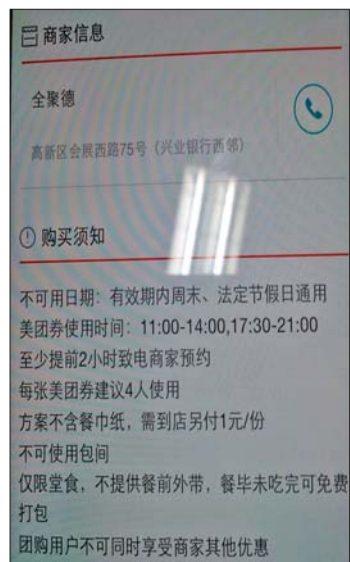 商家信息
全聚德
高新区会展西路75号（兴业银行西邻）
购买须知
不可用日期：有效期内周末、法定节假日通用
美团券使用时间：11:00-14:00,17:30-21:00
至少提前2小时致电商家预约
每张美团券建议4人使用
方案不含餐巾纸，需到店另付1元/份
不可使用包间
仅限堂食，不提供餐前外带，餐毕未吃完可免费
打包
团购用户不可同时享受商家其他优惠